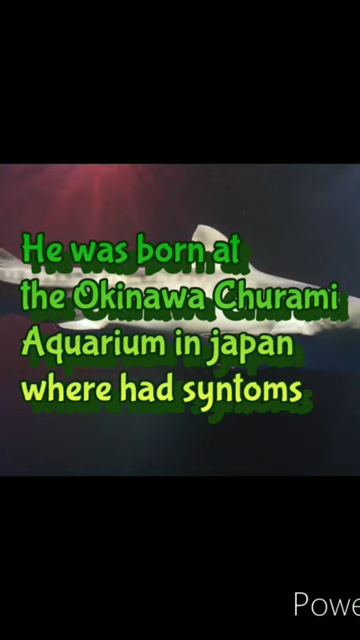 He was born at
the Okinawa Churami
Aquarium in japan
where had syntoms
Powe